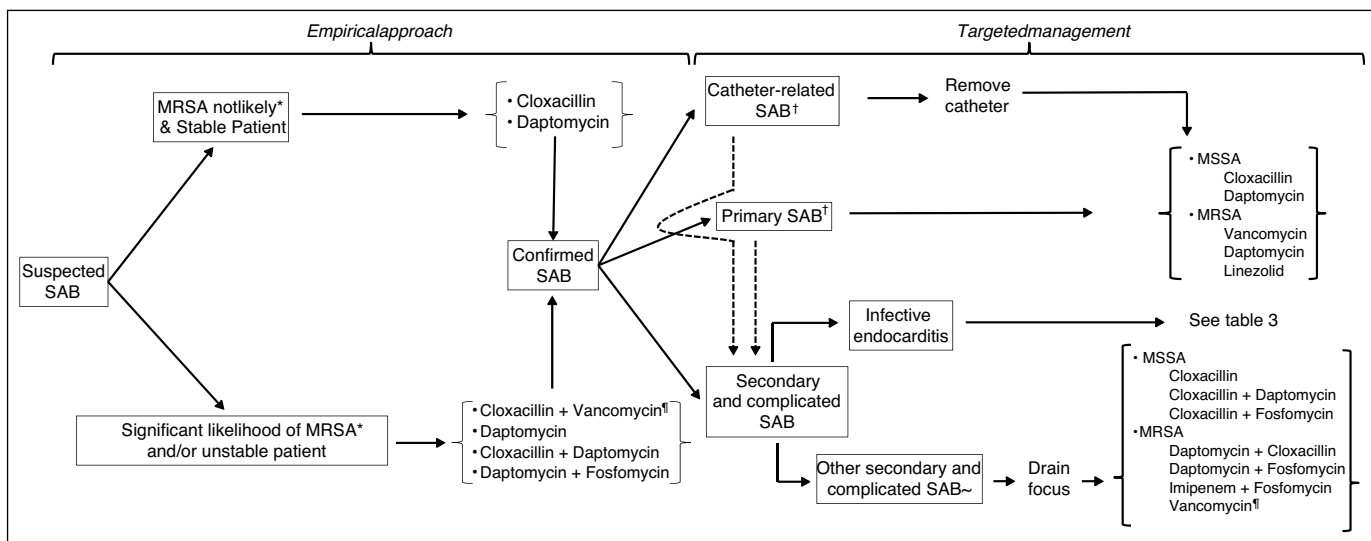 Empiricalapproach
Targetedmanagement
MRSA notlikely*
& Stable Patient
• Cloxacillin
• Daptomycin
Catheter-related
SAB†
Remove
catheter
• MSSA
Cloxacillin
Daptomycin
• MRSA
Vancomycin
Daptomycin
Linezolid
Primary SAB†
Suspected
SAB
Confirmed
SAB
Infective
endocarditis
See table 3
Secondary
and complicated
SAB
Significant likelihood of MRSA*
and/or unstable patient
• Cloxacillin + Vancomycin¶
• Daptomycin
• Cloxacillin + Daptomycin
• Daptomycin + Fosfomycin
Other secondary and
complicated SAB~
Drain
focus
• MSSA
Cloxacillin
Cloxacillin + Daptomycin
Cloxacillin + Fosfomycin
• MRSA
Daptomycin + Cloxacillin
Daptomycin + Fosfomycin
Imipenem + Fosfomycin
Vancomycin¶